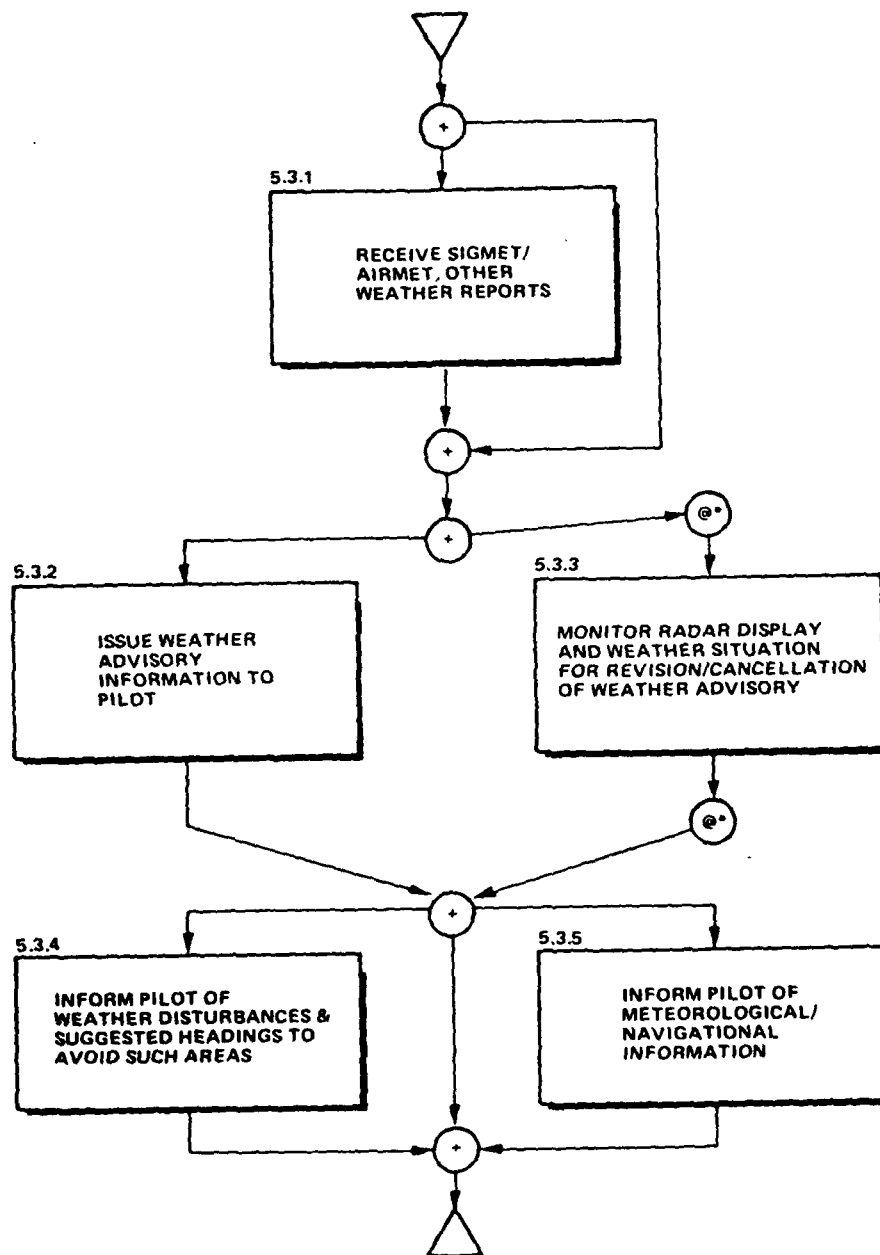 +
5.3.1
RECEIVE SIGMET/
AIRMET, OTHER
WEATHER REPORTS
+
+
@*
5.3.2
ISSUE WEATHER
ADVISORY
INFORMATION TO
PILOT
5.3.3
MONITOR RADAR DISPLAY
AND WEATHER SITUATION
FOR REVISION/CANCELLATION
OF WEATHER ADVISORY
@*
+
5.3.4
INFORM PILOT OF
WEATHER DISTURBANCES &
SUGGESTED HEADINGS TO
AVOID SUCH AREAS
5.3.5
INFORM PILOT OF
METEOROLOGICAL/
NAVIGATIONAL
INFORMATION
+